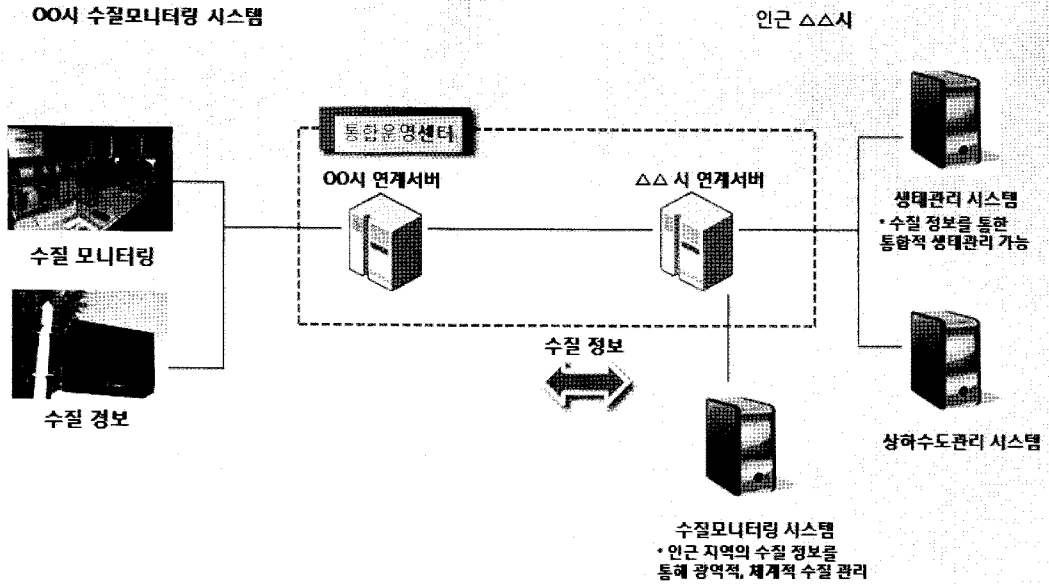 OO시 수질모니터링 시스템
인근 △△시
통합운영센터
OO시 연계서버
△△ 시 연계서버
생태관리 시스템
* 수질 정보를 통한
통합적 생태관리 가능
수질 모니터링
수질 정보
수질 경보
상하수도관리 시스템
수질모니터링 시스템
* 인근 지역의 수질 정보를
통해 광역적, 체계적 수질 관리